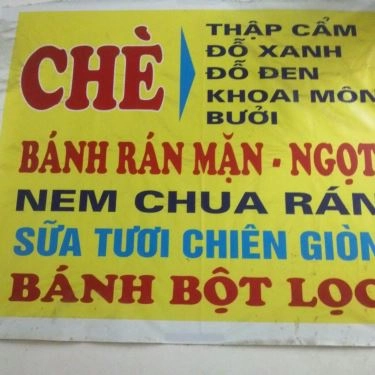 CHÈ
THẬP CẨM
ĐỖ XANH
ĐỖ ĐEN
KHOAI MÔN
BƯỞI
BÁNH RÁN MẶN - NGỌT
NEM CHUA RÁN
SỮA TƯƠI CHIÊN GIÒN
BÁNH BỘT LỌC